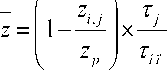 z̅ = (1 - z_{i,j} / z_p) × τ_j / τ_{ii}